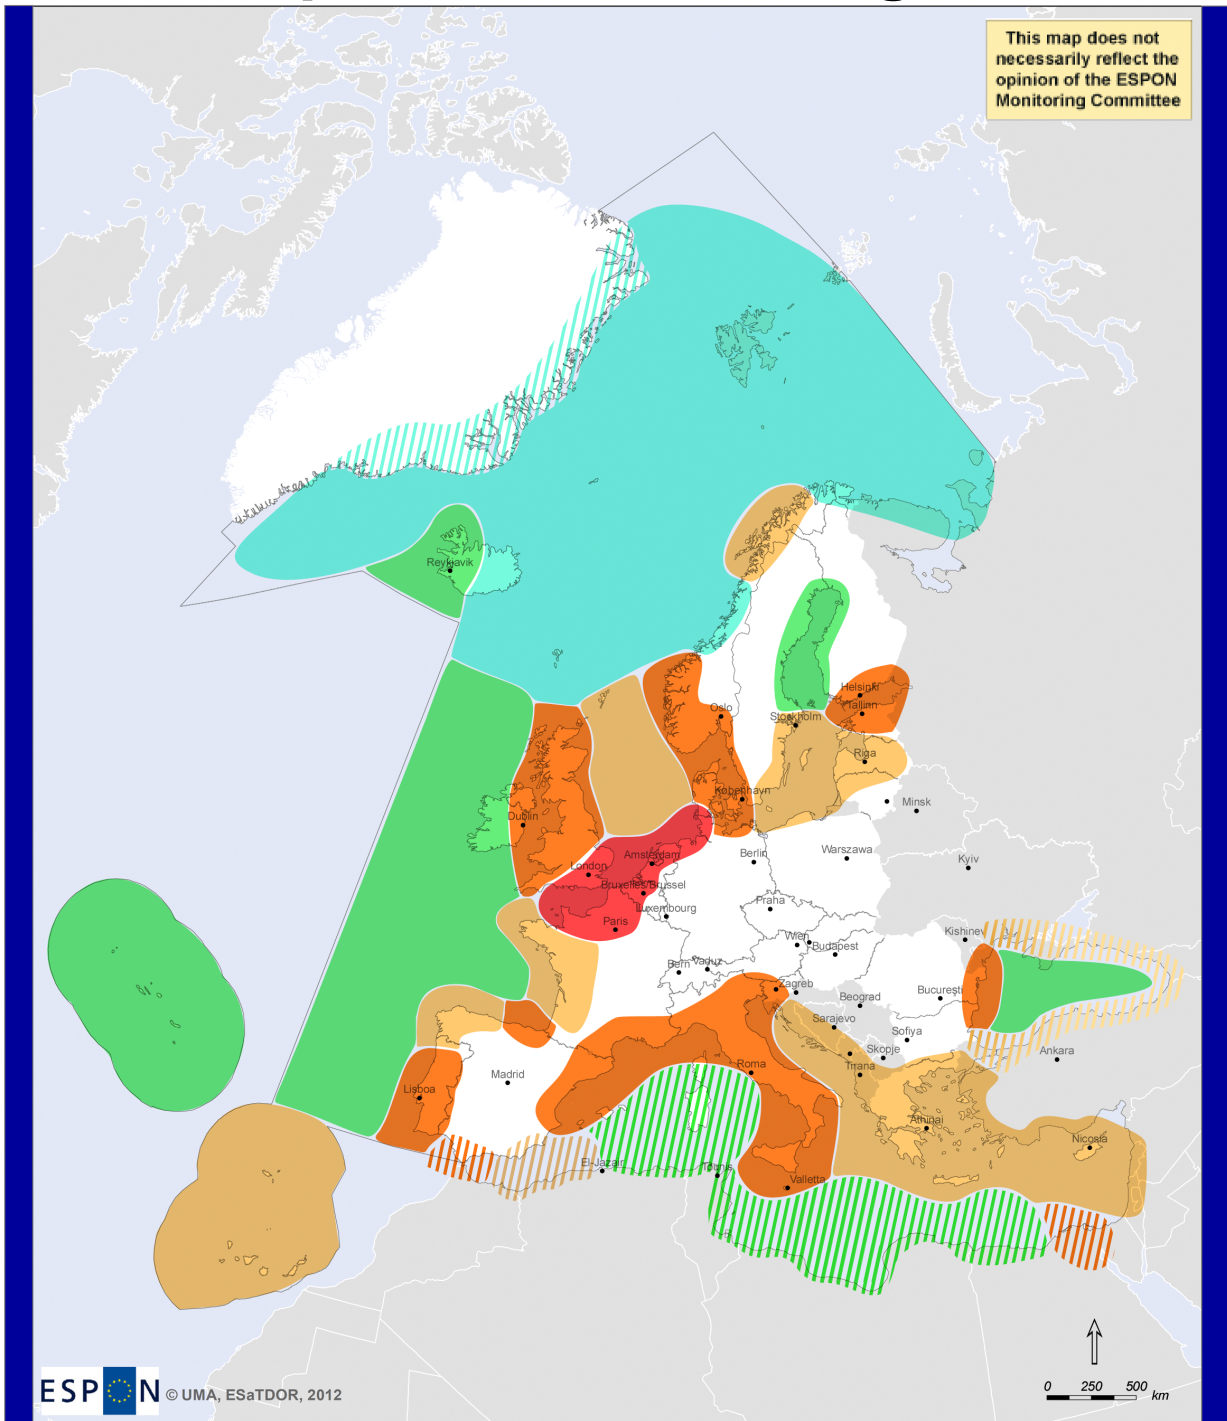 This map does not
necessarily reflect the
opinion of the ESPON
Monitoring Committee
Reykjavik
Helsinki
Tallinn
Oslo
Stockholm
Riga
København
Minsk
Dublin
Amsterdam
Berlin
Warszawa
Kyiv
London
Bruxelles/Brussel
Luxembourg
Praha
Paris
Kishinev
Wien
Budapest
Bern
Vaduz
Zagreb
Beograd
Bucureşti
Sarajevo
Sofiya
Skopje
Ankara
Madrid
Roma
Tirana
Lisboa
Athinai
Nicosia
El-Jazair
Tounis
Valletta
ESPON © UMA, ESaTDOR, 2012
0 250 500
km